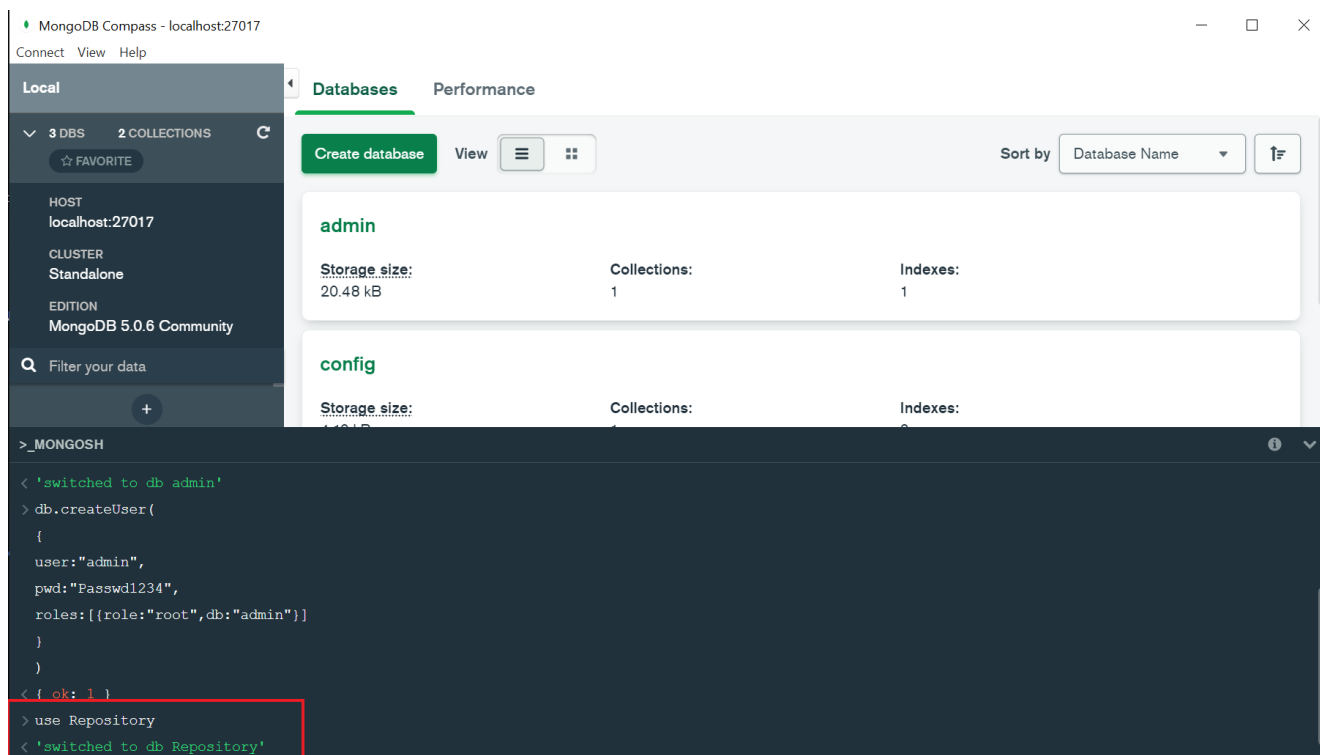 MongoDB Compass - localhost:27017
Connect View Help
Local
Databases Performance
3 DBS 2 COLLECTIONS
FAVORITE
Create database View Sort by Database Name
HOST
localhost:27017
CLUSTER
Standalone
EDITION
MongoDB 5.0.6 Community
Filter your data
+
admin
Storage size: Collections: Indexes:
20.48 kB 1 1
config
Storage size: Collections: Indexes:
>_MONGOSH
< 'switched to db admin'
> db.createUser(
{
user:"admin",
pwd:"Passwd1234",
roles:[{role:"root",db:"admin"}]
}
)
< { ok: 1 }
> use Repository
< 'switched to db Repository'